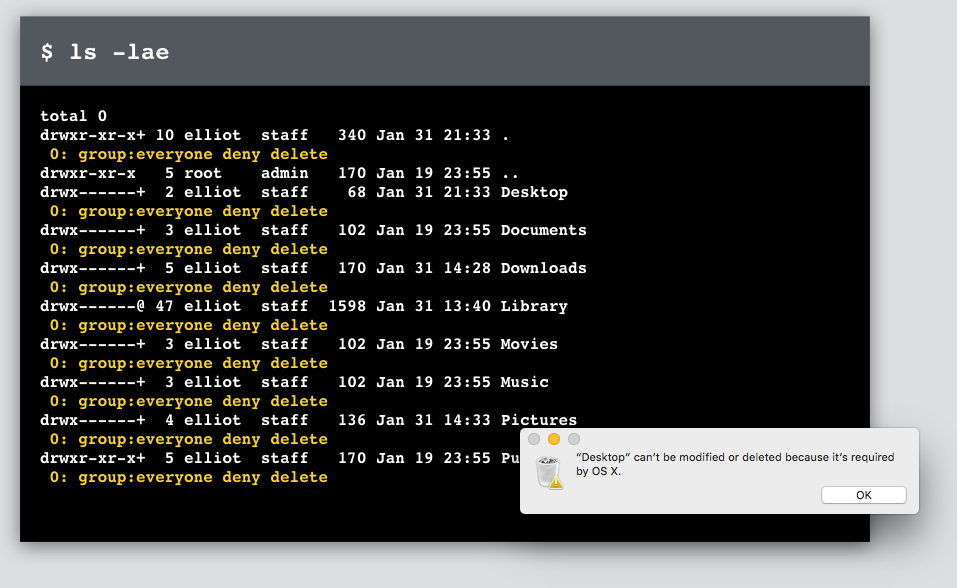 $ ls -lae
total 0
drwxr-xr-x+ 10 elliot  staff   340 Jan 31 21:33 .
 0: group:everyone deny delete
drwxr-xr-x   5 root    admin   170 Jan 19 23:55 ..
drwx------+  2 elliot  staff    68 Jan 31 21:33 Desktop
 0: group:everyone deny delete
drwx------+  3 elliot  staff   102 Jan 19 23:55 Documents
 0: group:everyone deny delete
drwx------+  5 elliot  staff   170 Jan 31 14:28 Downloads
 0: group:everyone deny delete
drwx------@ 47 elliot  staff  1598 Jan 31 13:40 Library
 0: group:everyone deny delete
drwx------+  3 elliot  staff   102 Jan 19 23:55 Movies
 0: group:everyone deny delete
drwx------+  3 elliot  staff   102 Jan 19 23:55 Music
 0: group:everyone deny delete
drwx------+  4 elliot  staff   136 Jan 31 14:33 Pictures
 0: group:everyone deny delete
drwxr-xr-x+  5 elliot  staff   170 Jan 19 23:55 Pu
 0: group:everyone deny delete
“Desktop” can’t be modified or deleted because it’s required
by OS X.
OK